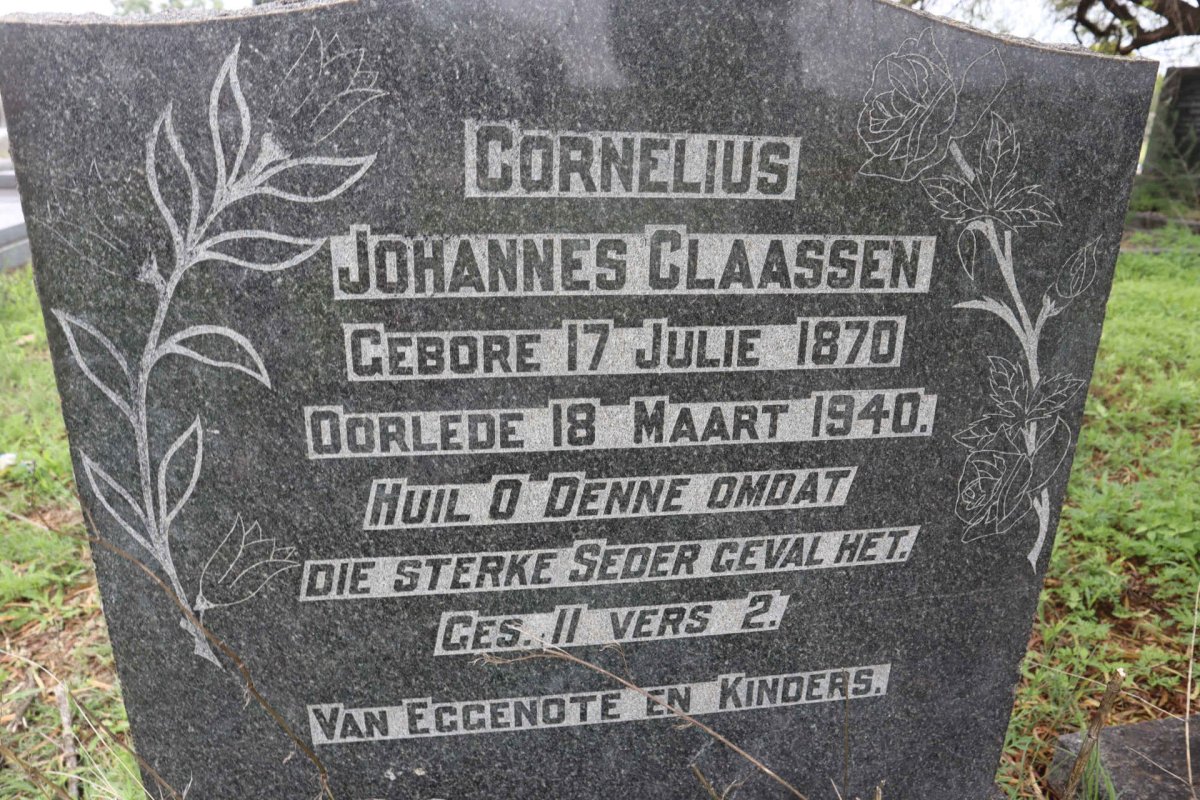 CORNELIUS
JOHANNES CLAASSEN
GEBORE 17 JULIE 1870
OORLEDE 18 MAART 1940.
HUIL O DENNE OMDAT
DIE STERKE SEDER GEVAL HET.
GES. 11 VERS 2.
VAN EGGENOTE EN KINDERS.